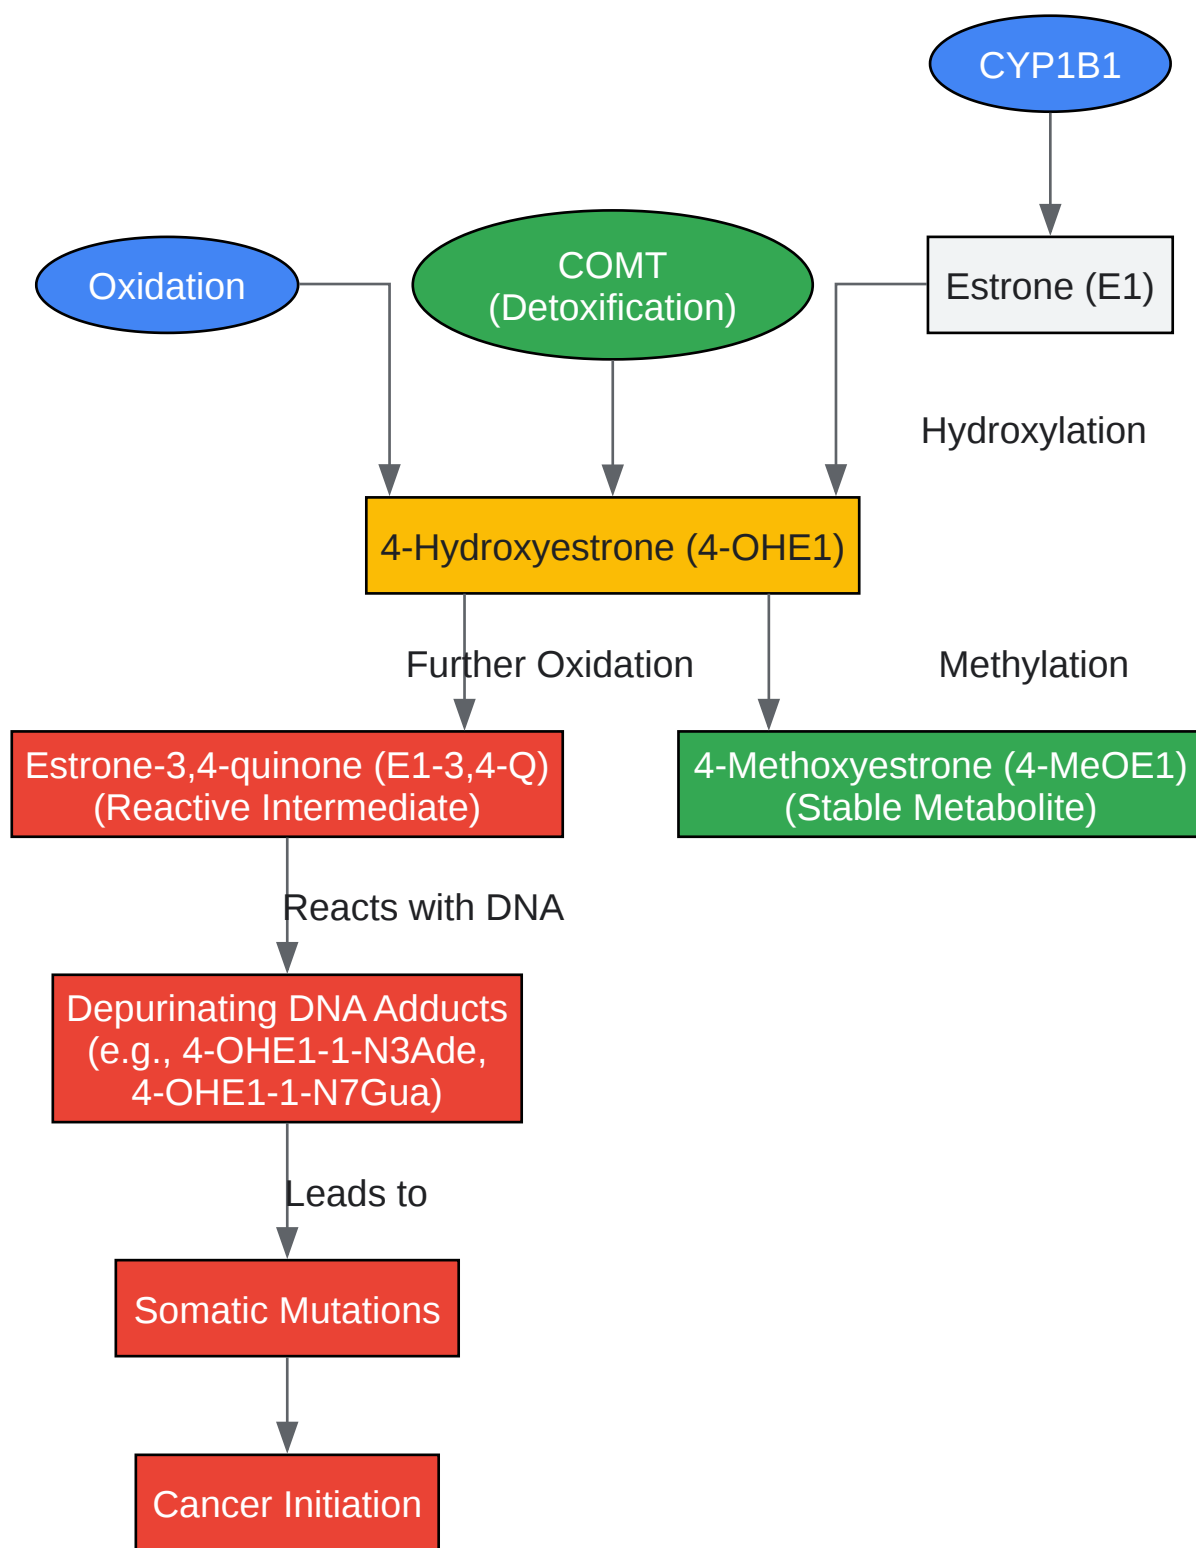 CYP1B1
Oxidation
COMT
(Detoxification)
Estrone (E1)
Hydroxylation
4-Hydroxyestrone (4-OHE1)
Further Oxidation
Methylation
Estrone-3,4-quinone (E1-3,4-Q)
(Reactive Intermediate)
4-Methoxyestrone (4-MeOE1)
(Stable Metabolite)
Reacts with DNA
Depurinating DNA Adducts
(e.g., 4-OHE1-1-N3Ade,
4-OHE1-1-N7Gua)
Leads to
Somatic Mutations
Cancer Initiation